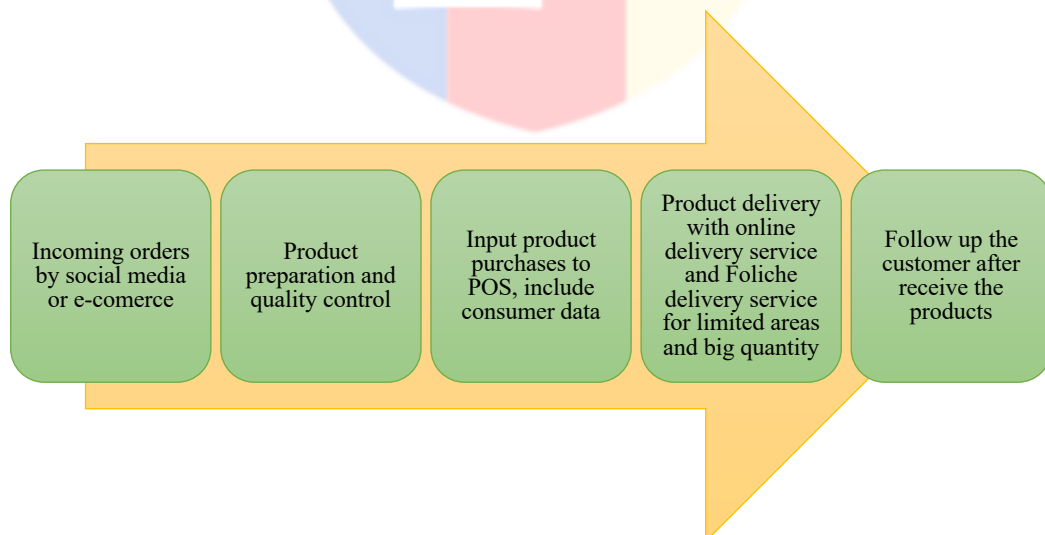 Incoming orders
by social media
or e-comerce
Product
preparation and
quality control
Input product
purchases to
POS, include
consumer data
Product delivery
with online
delivery service
and Foliche
delivery service
for limited areas
and big quantity
Follow up the
customer after
receive the
products